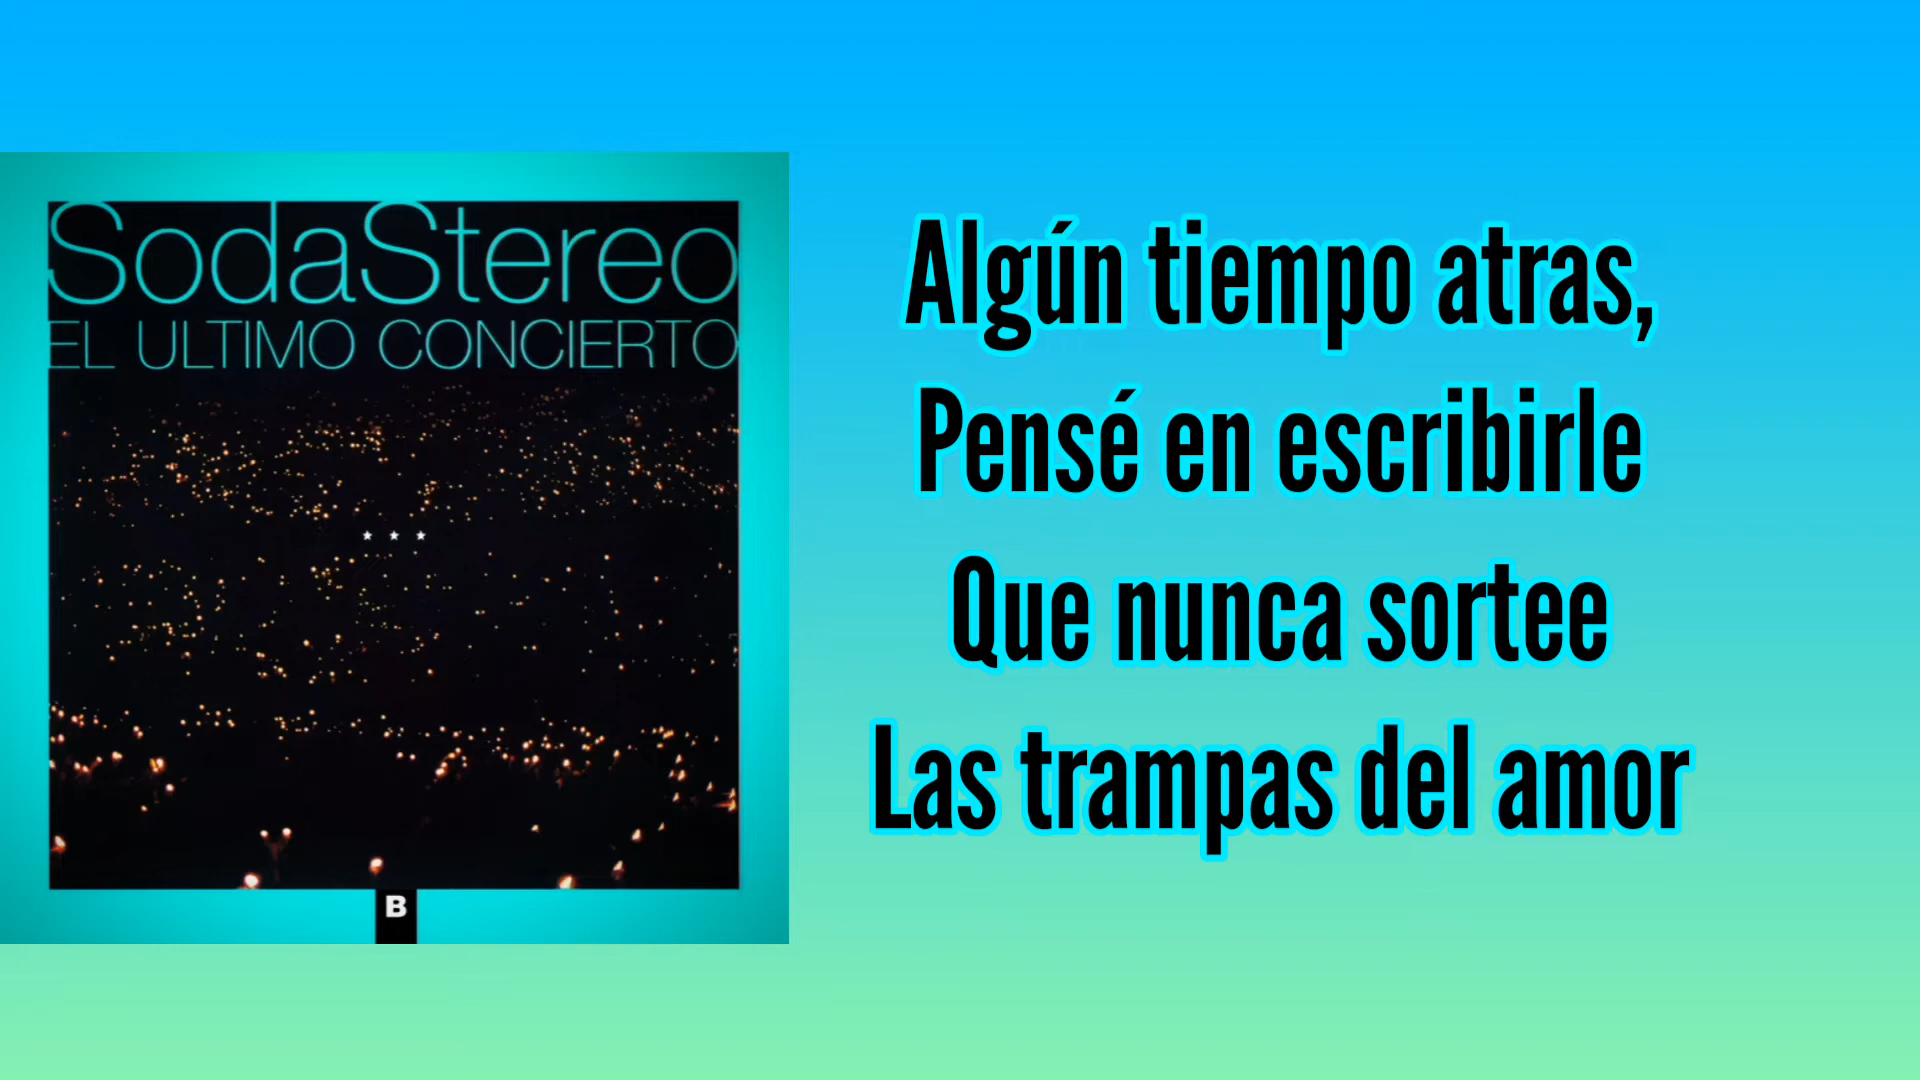 SodaStereo
EL ULTIMO CONCIERTO
B
Algún tiempo atras,
Pensé en escribirle
Que nunca sortee
Las trampas del amor